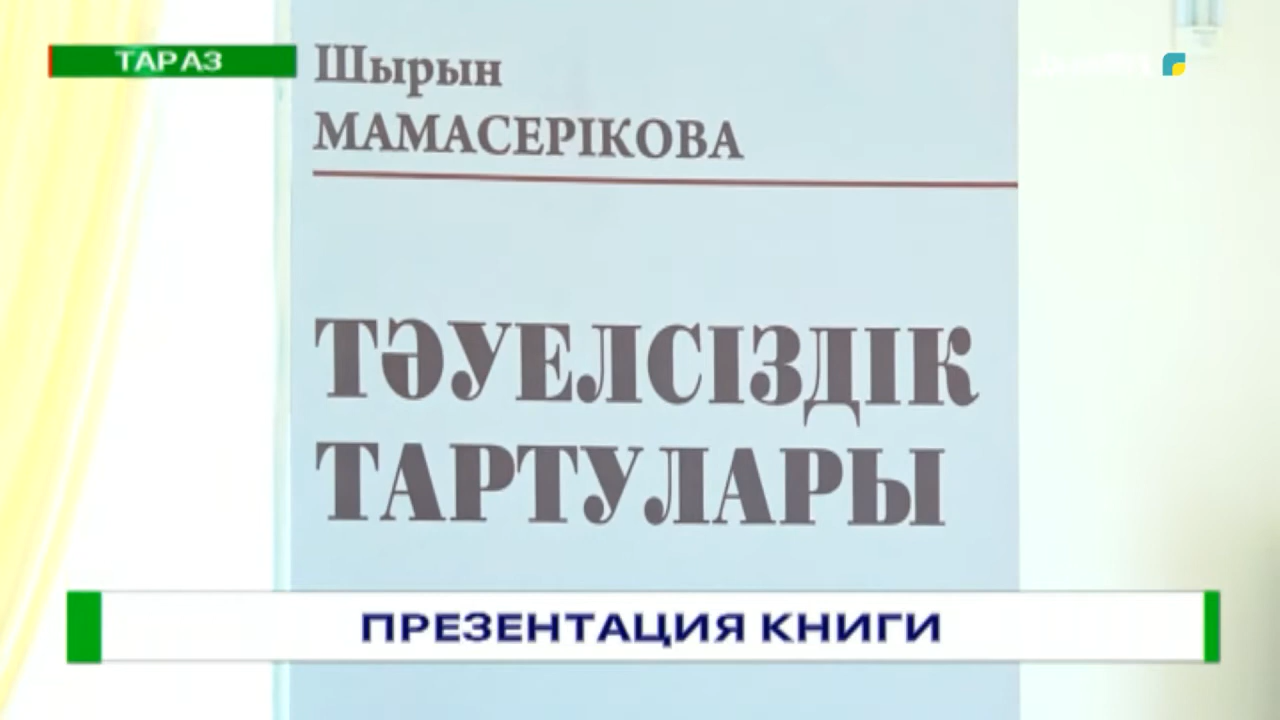 ТАРАЗ
Шырын
МАМАСЕРІКОВА
ТӘУЕЛСІЗДІК
ТАРТУЛАРЫ
ПРЕЗЕНТАЦИЯ КНИГИ